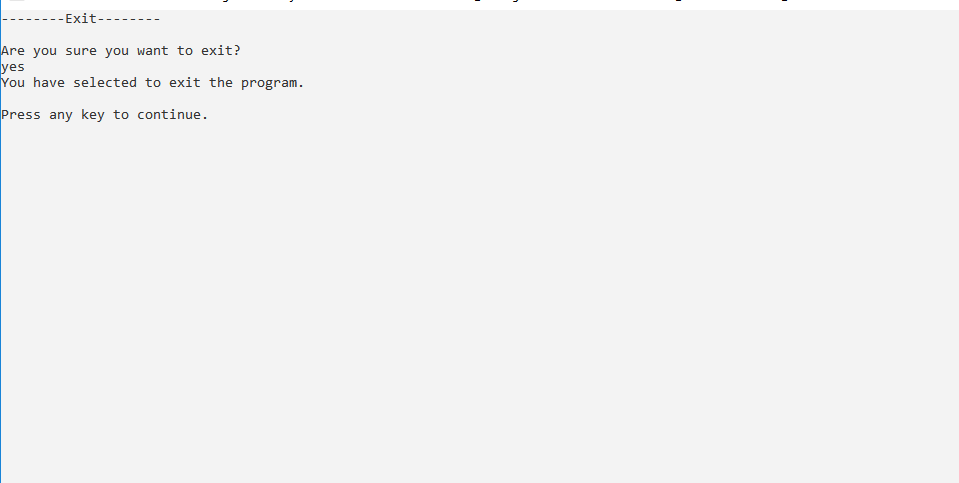 --------Exit--------
Are you sure you want to exit?
yes
You have selected to exit the program.
Press any key to continue.